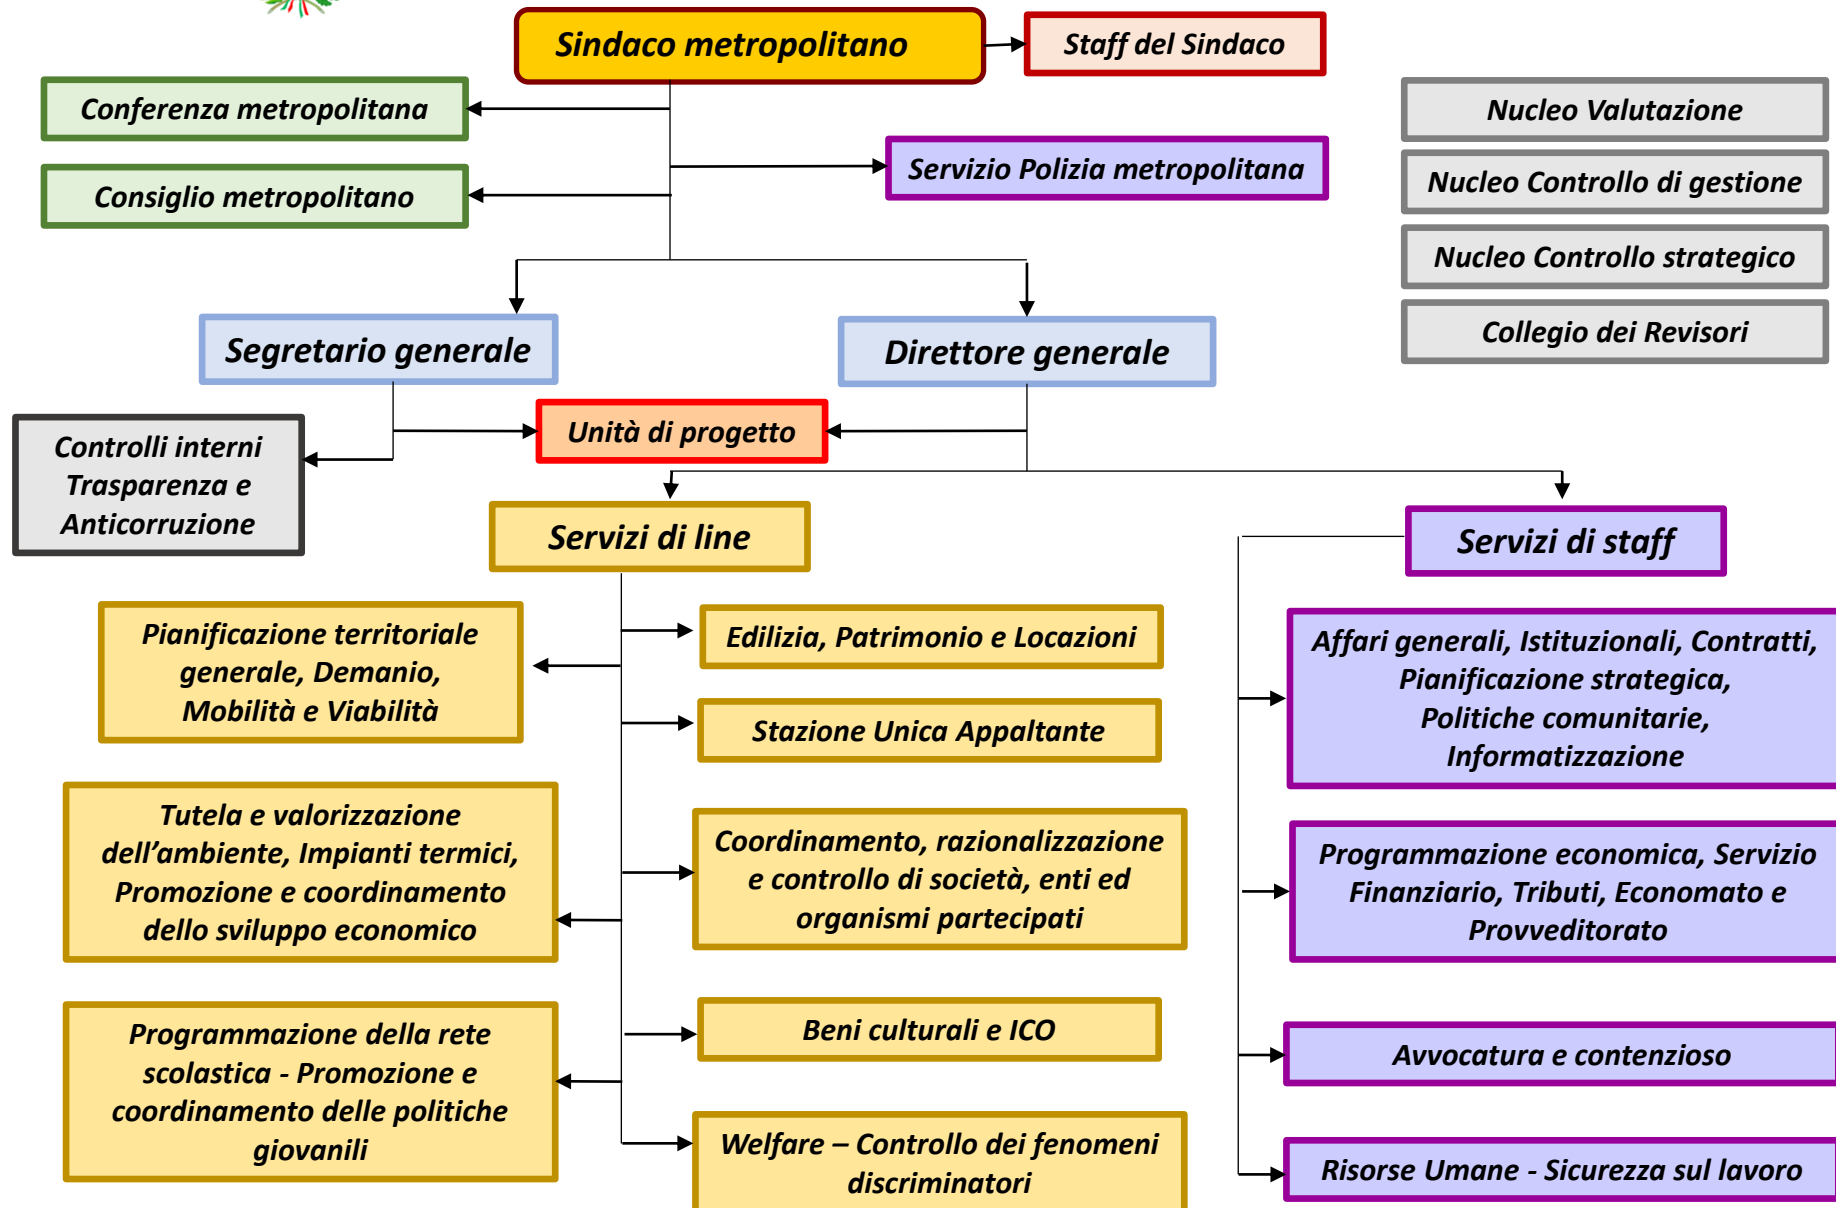 Sindaco metropolitano
Staff del Sindaco
Conferenza metropolitana
Nucleo Valutazione
Servizio Polizia metropolitana
Consiglio metropolitano
Nucleo Controllo di gestione
Nucleo Controllo strategico
Collegio dei Revisori
Segretario generale
Direttore generale
Unità di progetto
Controlli interni
Trasparenza e
Anticorruzione
Servizi di line
Servizi di staff
Pianificazione territoriale
generale, Demanio,
Mobilità e Viabilità
Edilizia, Patrimonio e Locazioni
Stazione Unica Appaltante
Affari generali, Istituzionali, Contratti,
Pianificazione strategica,
Politiche comunitarie,
Informatizzazione
Tutela e valorizzazione
dell’ambiente, Impianti termici,
Promozione e coordinamento
dello sviluppo economico
Coordinamento, razionalizzazione
e controllo di società, enti ed
organismi partecipati
Programmazione economica, Servizio
Finanziario, Tributi, Economato e
Provveditorato
Programmazione della rete
scolastica - Promozione e
coordinamento delle politiche
giovanili
Beni culturali e ICO
Avvocatura e contenzioso
Welfare – Controllo dei fenomeni
discriminatori
Risorse Umane - Sicurezza sul lavoro